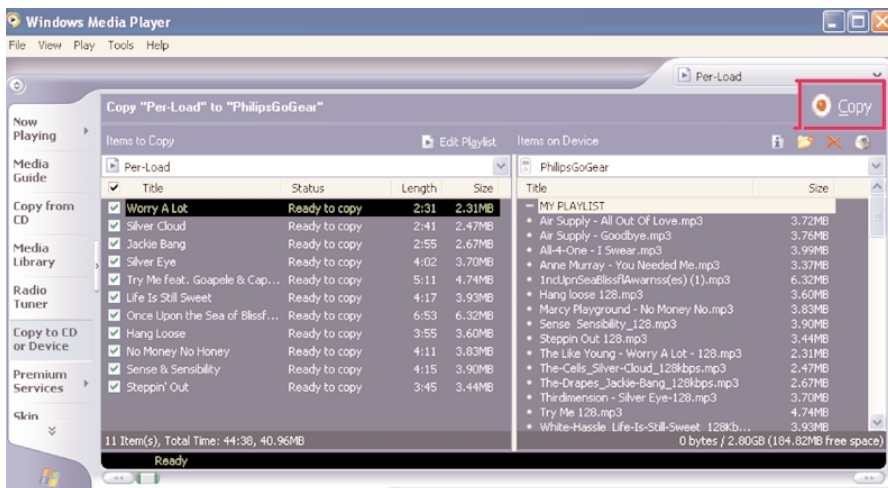 Windows Media Player
File View Play Tools Help
Per-Load
Copy "Per-Load" to "PhilipsGoGear"
Copy
Now Playing
Media Guide
Copy from CD
Media Library
Radio Tuner
Copy to CD or Device
Premium Services
Skin
Items to Copy
Edit Playlist
Per-Load
Title Status Length Size
Worry A Lot Ready to copy 2:31 2.31MB
Silver Cloud Ready to copy 2:41 2.47MB
Jackie Bang Ready to copy 2:55 2.67MB
Silver Eye Ready to copy 4:02 3.70MB
Try Me feat. Goapele & Cap... Ready to copy 5:11 4.74MB
Life Is Still Sweet Ready to copy 4:17 3.93MB
Once Upon the Sea of Blissf... Ready to copy 6:53 6.32MB
Hang Loose Ready to copy 3:55 3.60MB
No Money No Honey Ready to copy 4:11 3.83MB
Sense & Sensibility Ready to copy 4:15 3.90MB
Steppin' Out Ready to copy 3:45 3.44MB
11 Item(s), Total Time: 44:38, 40.96MB
Items on Device
PhilipsGoGear
Title Size
MY PLAYLIST
Air Supply - All Out Of Love.mp3 3.72MB
Air Supply - Goodbye.mp3 3.76MB
All-4-One - I Swear.mp3 3.99MB
Anne Murray - You Needed Me.mp3 3.37MB
1ncUpnSeaBlissflAwarnss(es) (1).mp3 6.32MB
Hang loose 128.mp3 3.60MB
Marcy Playground - No Money No.mp3 3.83MB
Sense Sensibility_128.mp3 3.90MB
Steppin Out 128.mp3 3.44MB
The Like Young - Worry A Lot - 128.mp3 2.31MB
The-Cells_Silver-Cloud_128kbps.mp3 2.47MB
The-Drapes_Jackie-Bang_128kbps.mp3 2.67MB
Thirdimension - Silver Eye-128.mp3 3.70MB
Try Me 128.mp3 4.74MB
White-Hassle_Life-Is-Still-Sweet_128Kb... 3.93MB
0 bytes / 2.80GB (184.82MB free space)
Ready